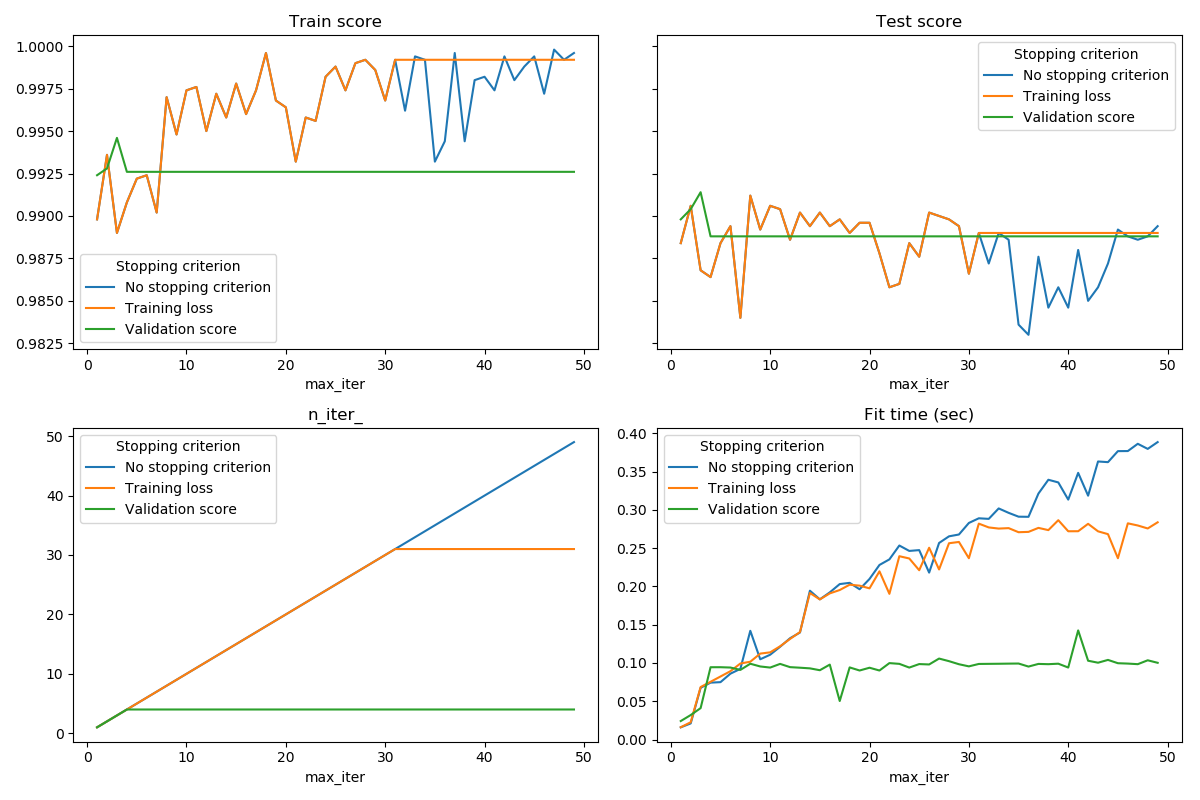 Train score
1.0000
0.9975
0.9950
0.9925
0.9900
0.9875
0.9850
0.9825
Stopping criterion
No stopping criterion
Training loss
Validation score
0 10 20 30 40 50
max_iter
Test score
Stopping criterion
No stopping criterion
Training loss
Validation score
0 10 20 30 40 50
max_iter
n_iter_
50
40
30
20
10
0
Stopping criterion
No stopping criterion
Training loss
Validation score
0 10 20 30 40 50
max_iter
Fit time (sec)
0.40
0.35
0.30
0.25
0.20
0.15
0.10
0.05
0.00
Stopping criterion
No stopping criterion
Training loss
Validation score
0 10 20 30 40 50
max_iter